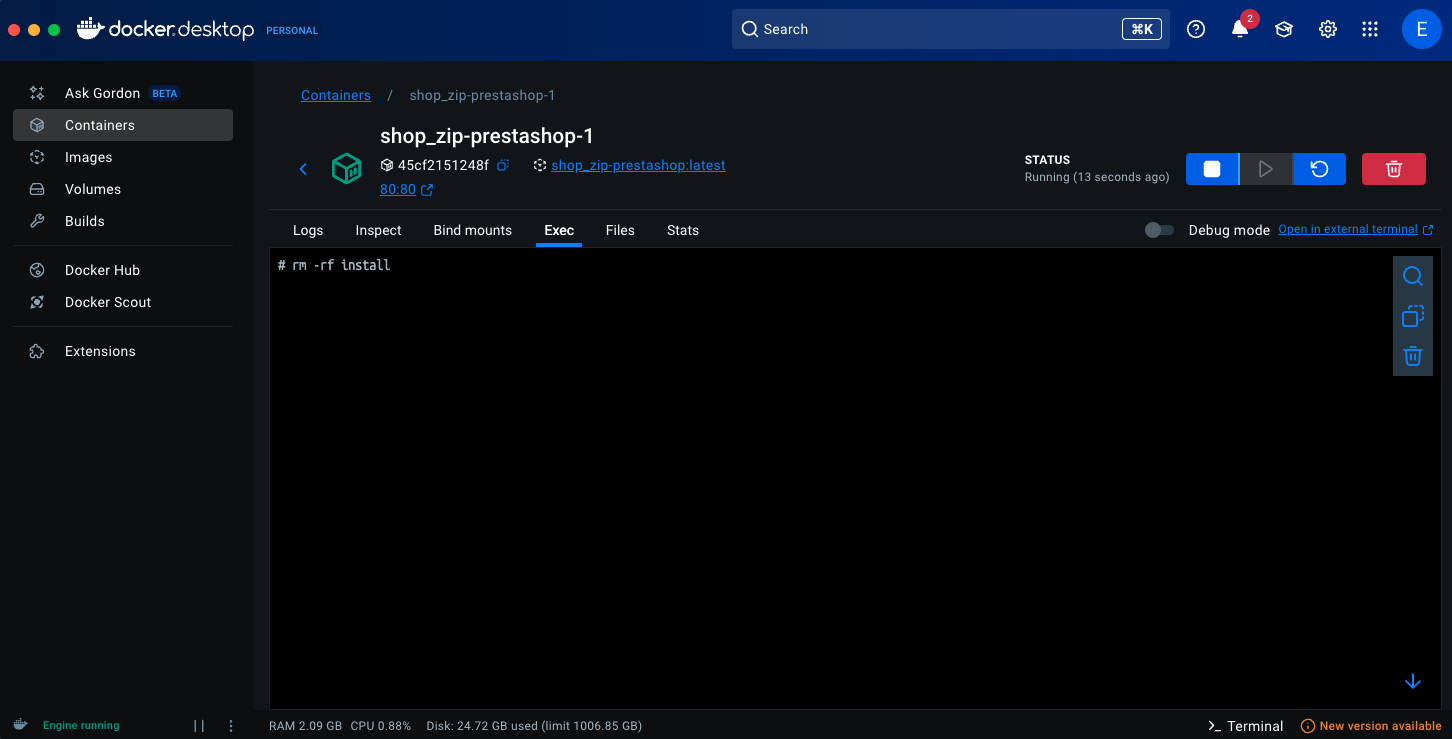 docker.desktop PERSONAL
Search
⌘K
2
E
Ask Gordon BETA
Containers
Images
Volumes
Builds
Docker Hub
Docker Scout
Extensions
Containers / shop_zip-prestashop-1
shop_zip-prestashop-1
45cf2151248f
shop_zip-prestashop:latest
80:80
STATUS
Running (13 seconds ago)
Logs
Inspect
Bind mounts
Exec
Files
Stats
Debug mode
Open in external terminal
# rm -rf install
Engine running
RAM 2.09 GB CPU 0.88% Disk: 24.72 GB used (limit 1006.85 GB)
>_ Terminal
New version available